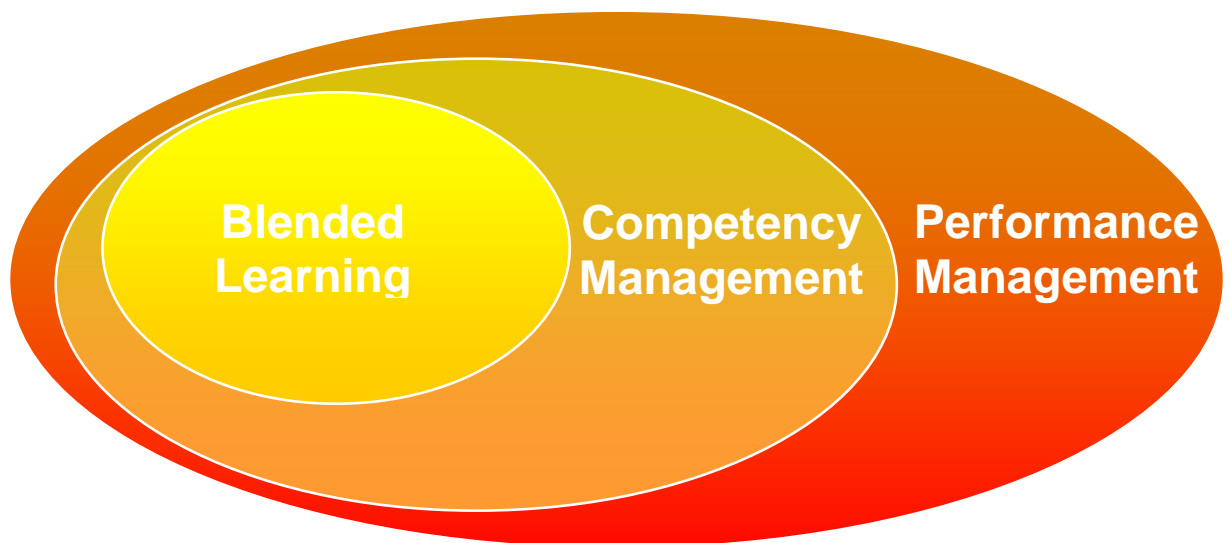 Blended
Learning
Competency
Management
Performance
Management